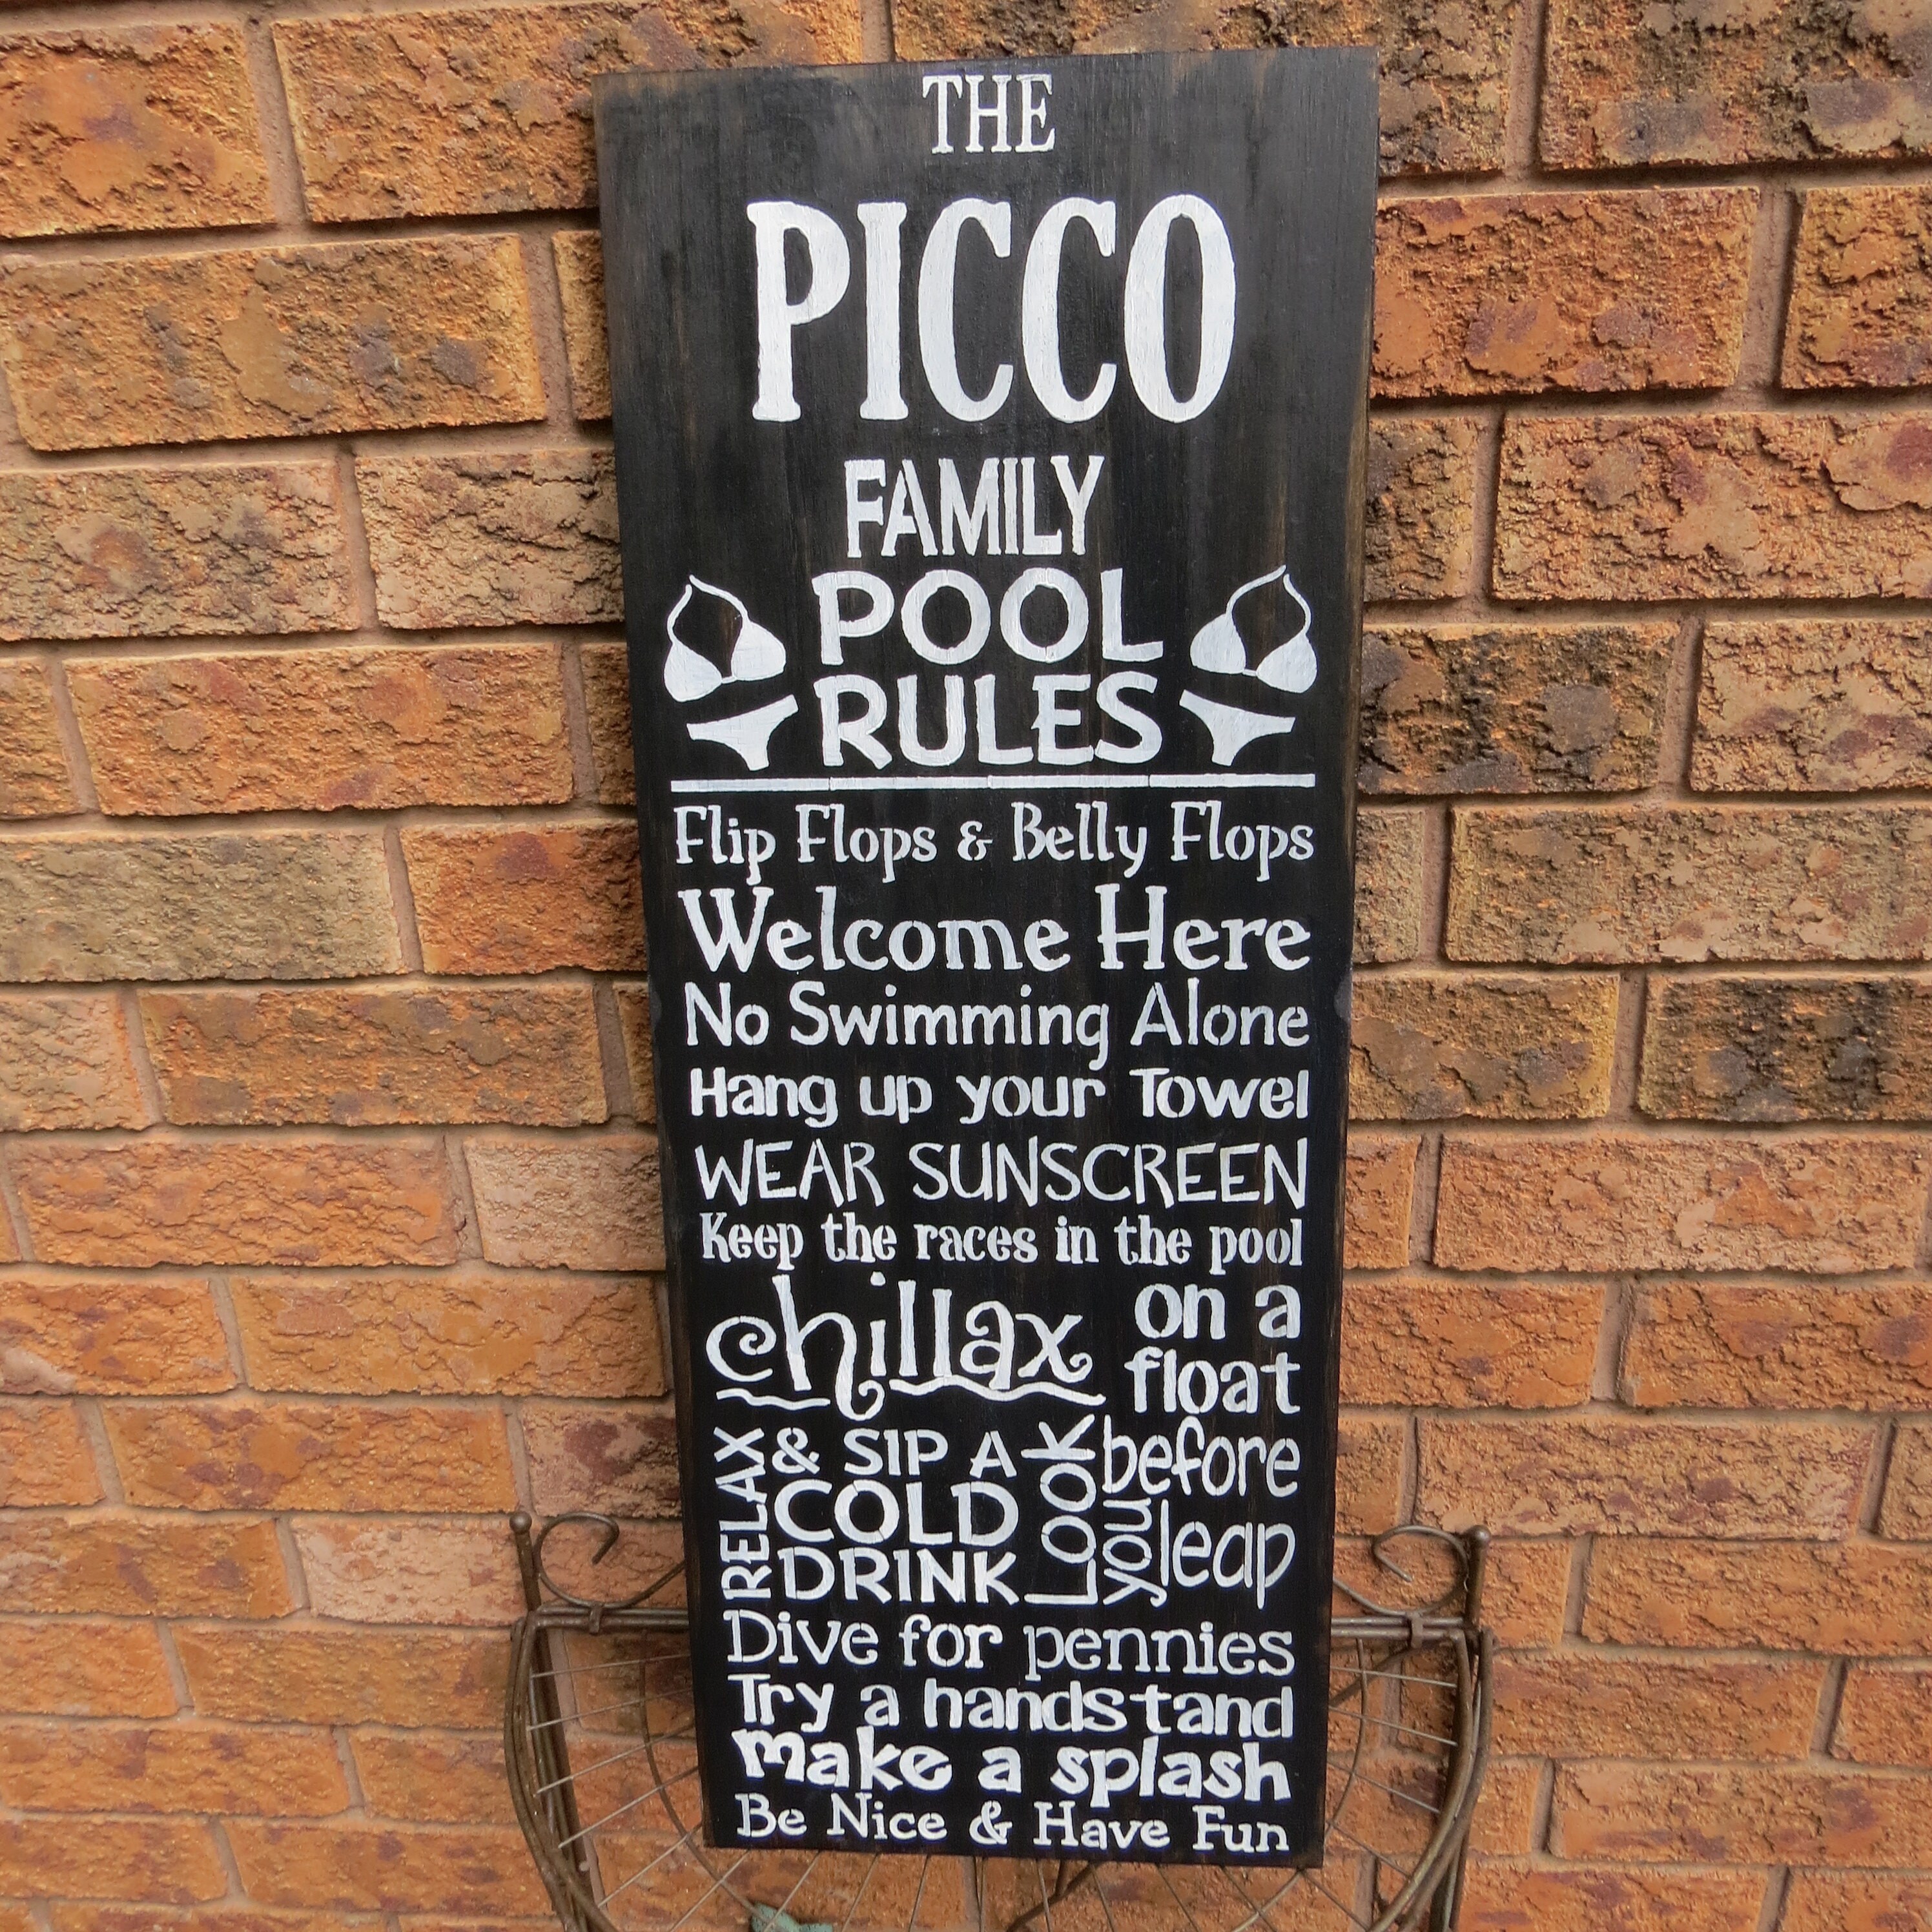 THE
PICCO
FAMILY
POOL
RULES
Flip Flops & Belly Flops
Welcome Here
No Swimming Alone
Hang up your Towel
WEAR SUNSCREEN
Keep the races in the pool
chillax on a
float
RELAX & SIP A
COLD
DRINK
Look before
you leap
Dive for pennies
Try a handstand
make a splash
Be Nice & Have Fun